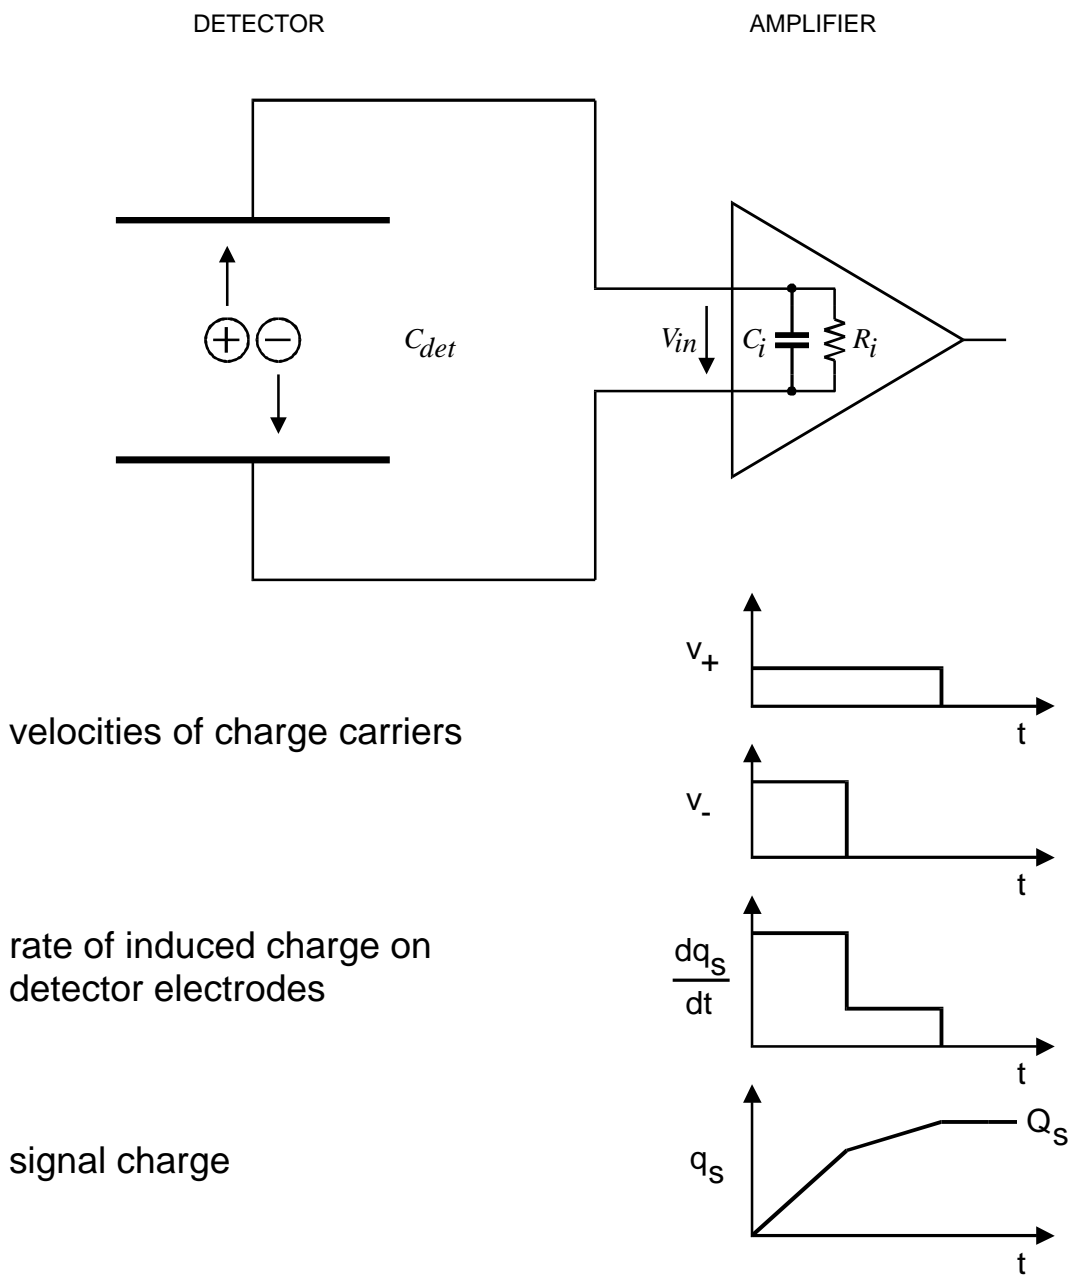 DETECTOR
AMPLIFIER
C_det
V_in
C_i
R_i
v_+
t
velocities of charge carriers
v_-
t
rate of induced charge on
detector electrodes
dq_s
dt
t
signal charge
q_s
Q_s
t